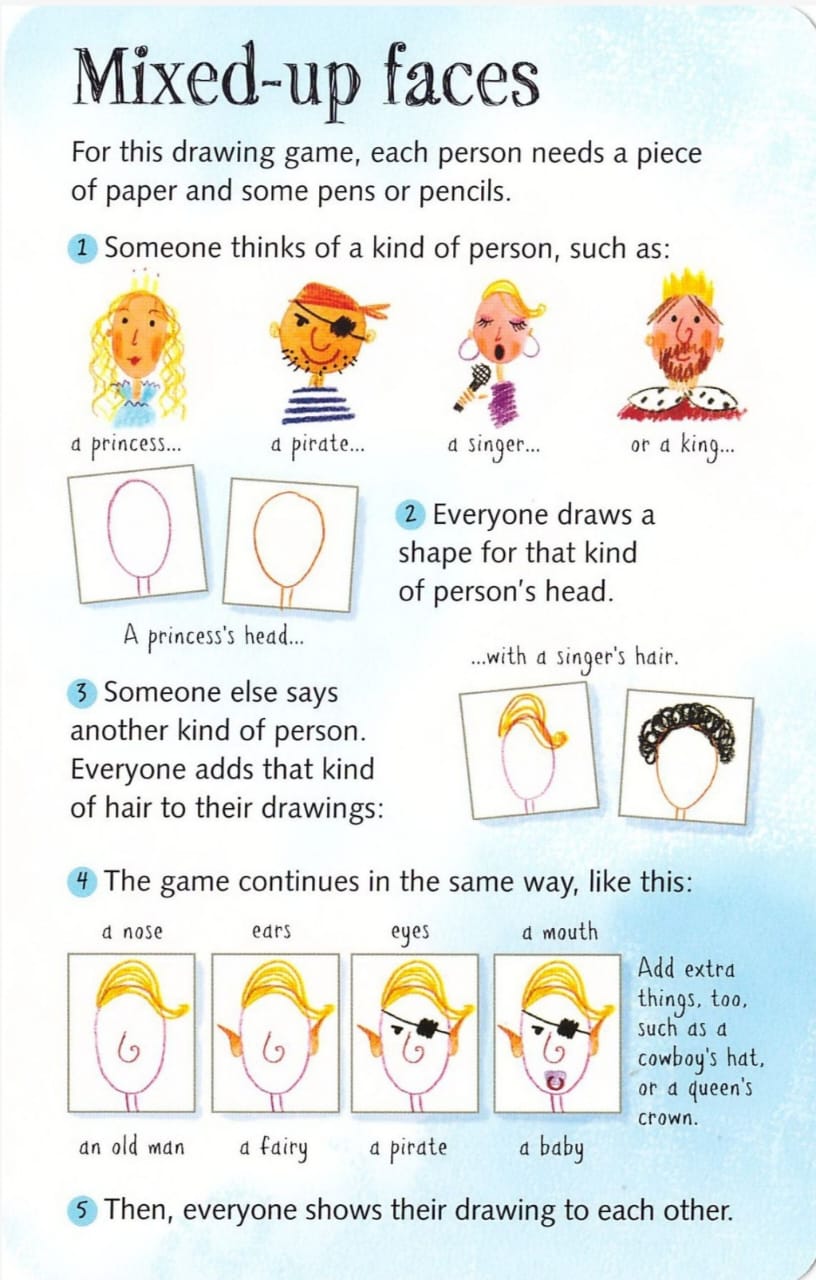 Mixed-up faces
For this drawing game, each person needs a piece
of paper and some pens or pencils.
1 Someone thinks of a kind of person, such as:
a princess...
a pirate...
a singer...
or a king...
2 Everyone draws a
shape for that kind
of person's head.
A princess's head...
...with a singer's hair.
3 Someone else says
another kind of person.
Everyone adds that kind
of hair to their drawings:
4 The game continues in the same way, like this:
a nose
ears
eyes
a mouth
an old man
a fairy
a pirate
a baby
Add extra
things, too,
such as a
cowboy's hat,
or a queen's
crown.
5 Then, everyone shows their drawing to each other.